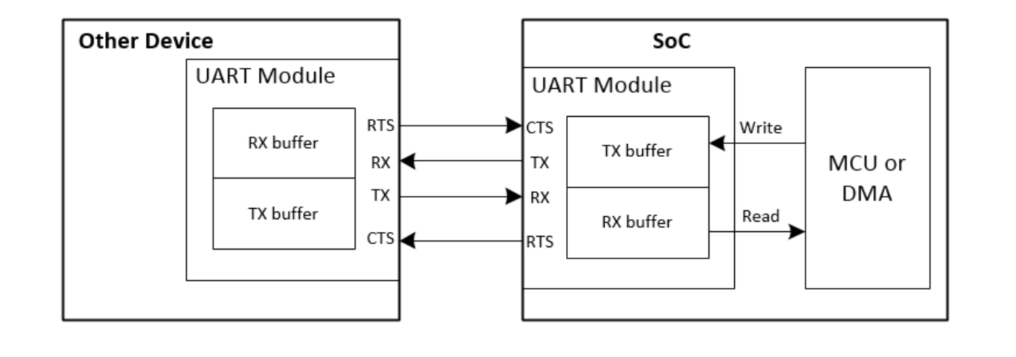 Other Device
UART Module
RX buffer
TX buffer
RTS
RX
TX
CTS
SoC
UART Module
CTS
TX
RX
RTS
TX buffer
RX buffer
Write
Read
MCU or
DMA